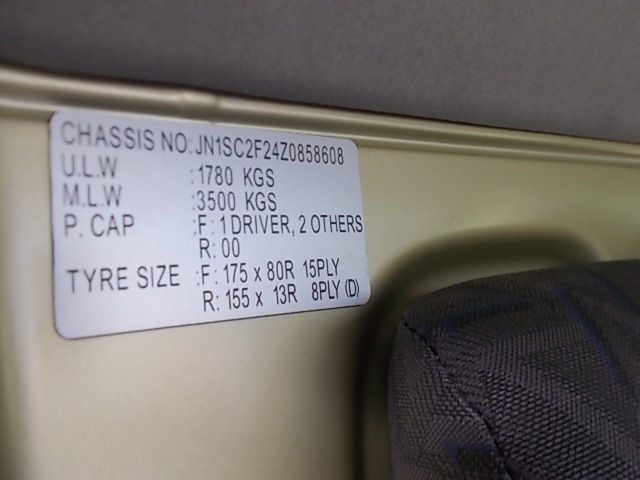 CHASSIS NO: JN1SC2F24Z0858608
U.L.W :1780 KGS
M.L.W :3500 KGS
P. CAP :F: 1 DRIVER, 2 OTHERS
R: 00
TYRE SIZE :F: 175 x 80R 15PLY
R: 155 x 13R 8PLY (D)